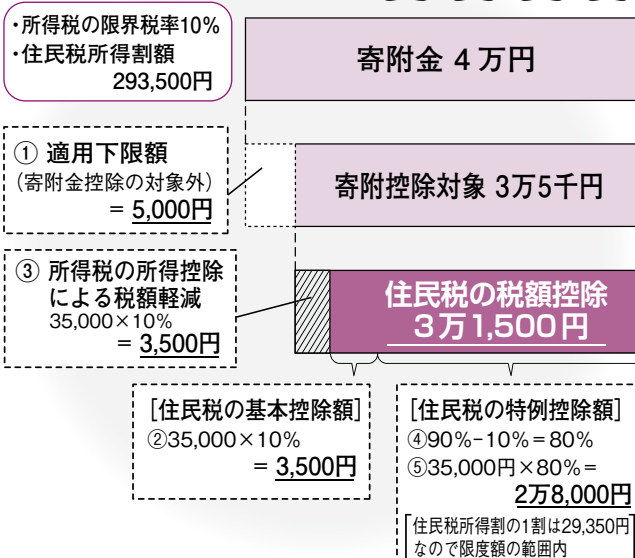 ・所得税の限界税率10%
・住民税所得割額
293,500円
寄附金 4万円
① 適用下限額
(寄附金控除の対象外)
= 5,000円
寄附控除対象 3万5千円
③ 所得税の所得控除
による税額軽減
35,000×10%
= 3,500円
住民税の税額控除
3万1,500円
[住民税の基本控除額]
②35,000×10%
= 3,500円
[住民税の特例控除額]
④90%-10%=80%
⑤35,000円×80%=
2万8,000円
[住民税所得割の1割は29,350円
なので限度額の範囲内]